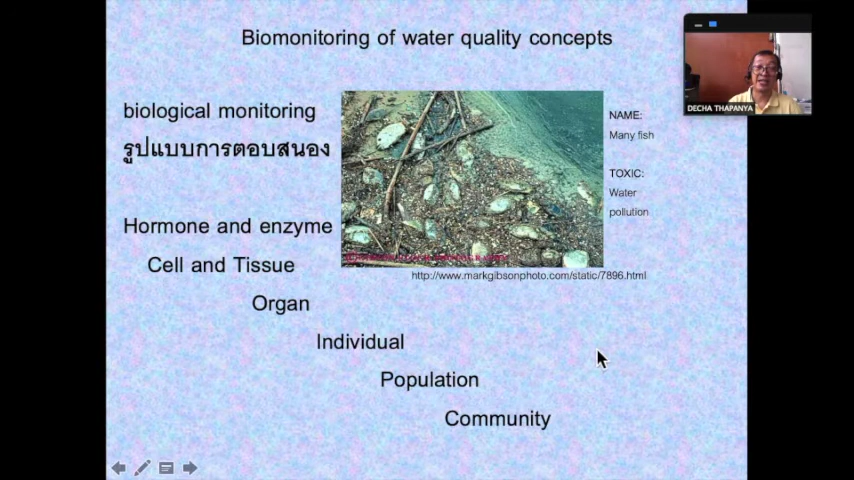 Biomonitoring of water quality concepts
DECHA THAPANYA
biological monitoring
รูปแบบการตอบสนอง
NAME:
Many fish
TOXIC:
Water
pollution
http://www.markgibsonphoto.com/static/7896.html
Hormone and enzyme
Cell and Tissue
Organ
Individual
Population
Community